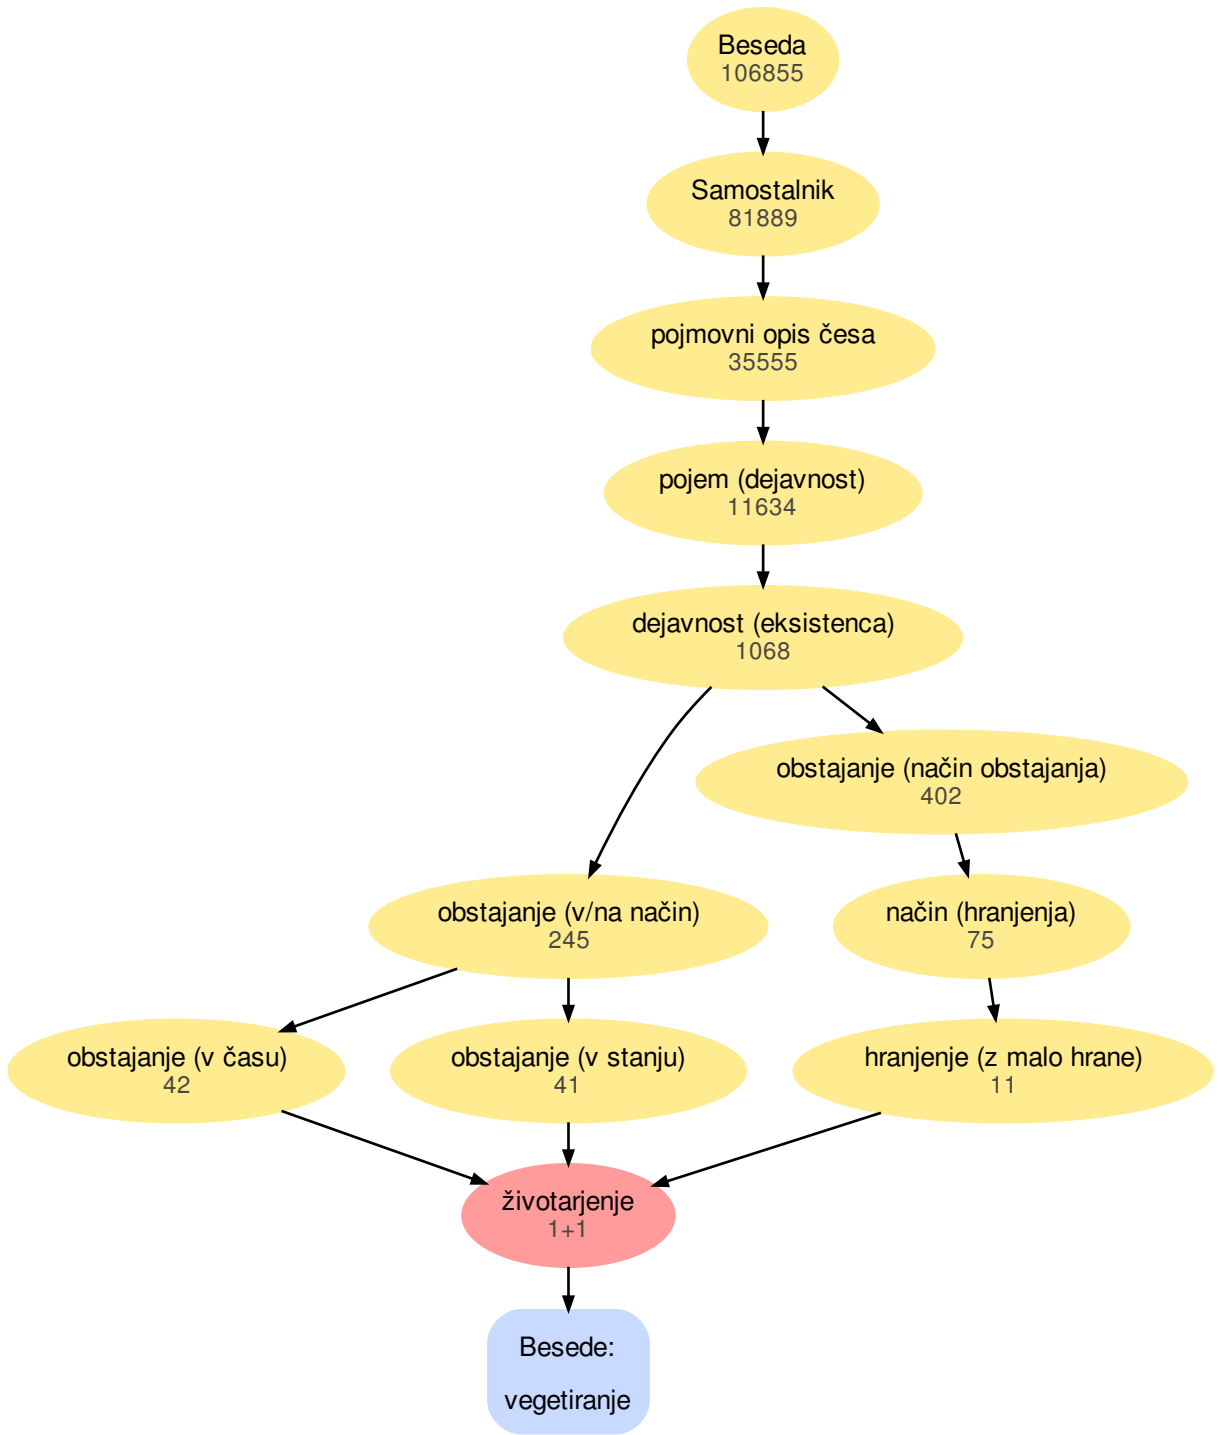 Beseda
106855
Samostalnik
81889
pojmovni opis česa
35555
pojem (dejavnost)
11634
dejavnost (eksistenca)
1068
obstajanje (način obstajanja)
402
obstajanje (v/na način)
245
način (hranjenja)
75
obstajanje (v času)
42
obstajanje (v stanju)
41
hranjenje (z malo hrane)
11
životarjenje
1+1
Besede:
vegetiranje